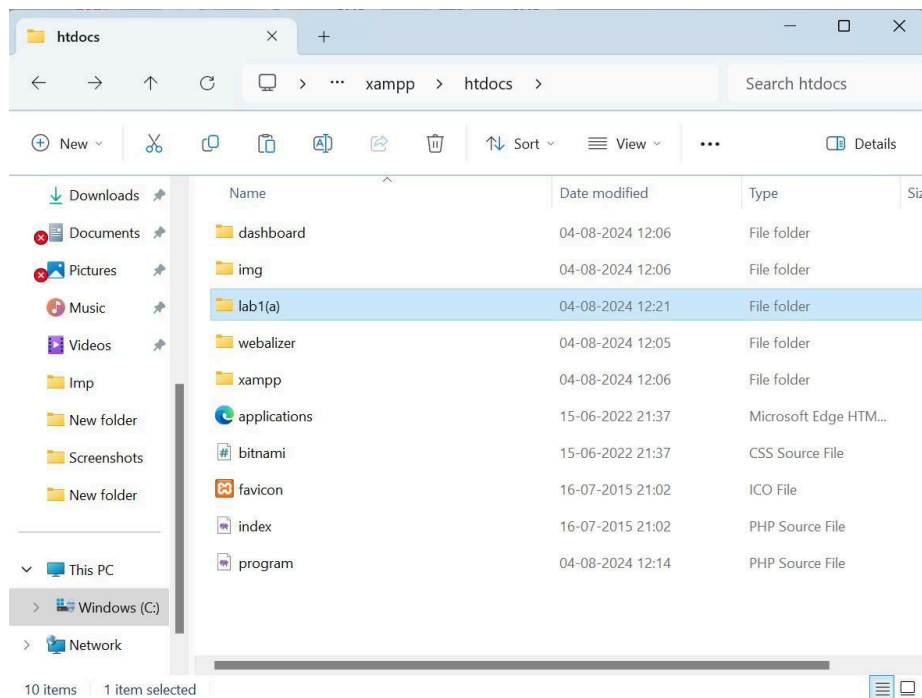 htdocs
xampp > htdocs >
Search htdocs
New
Sort
View
Details
Name Date modified Type Siz
Downloads
Documents
Pictures
Music
Videos
Imp
New folder
Screenshots
New folder
This PC
Windows (C:)
Network
dashboard 04-08-2024 12:06 File folder
img 04-08-2024 12:06 File folder
lab1(a) 04-08-2024 12:21 File folder
webalizer 04-08-2024 12:05 File folder
xampp 04-08-2024 12:06 File folder
applications 15-06-2022 21:37 Microsoft Edge HTM...
bitnami 15-06-2022 21:37 CSS Source File
favicon 16-07-2015 21:02 ICO File
index 16-07-2015 21:02 PHP Source File
program 04-08-2024 12:14 PHP Source File
10 items 1 item selected